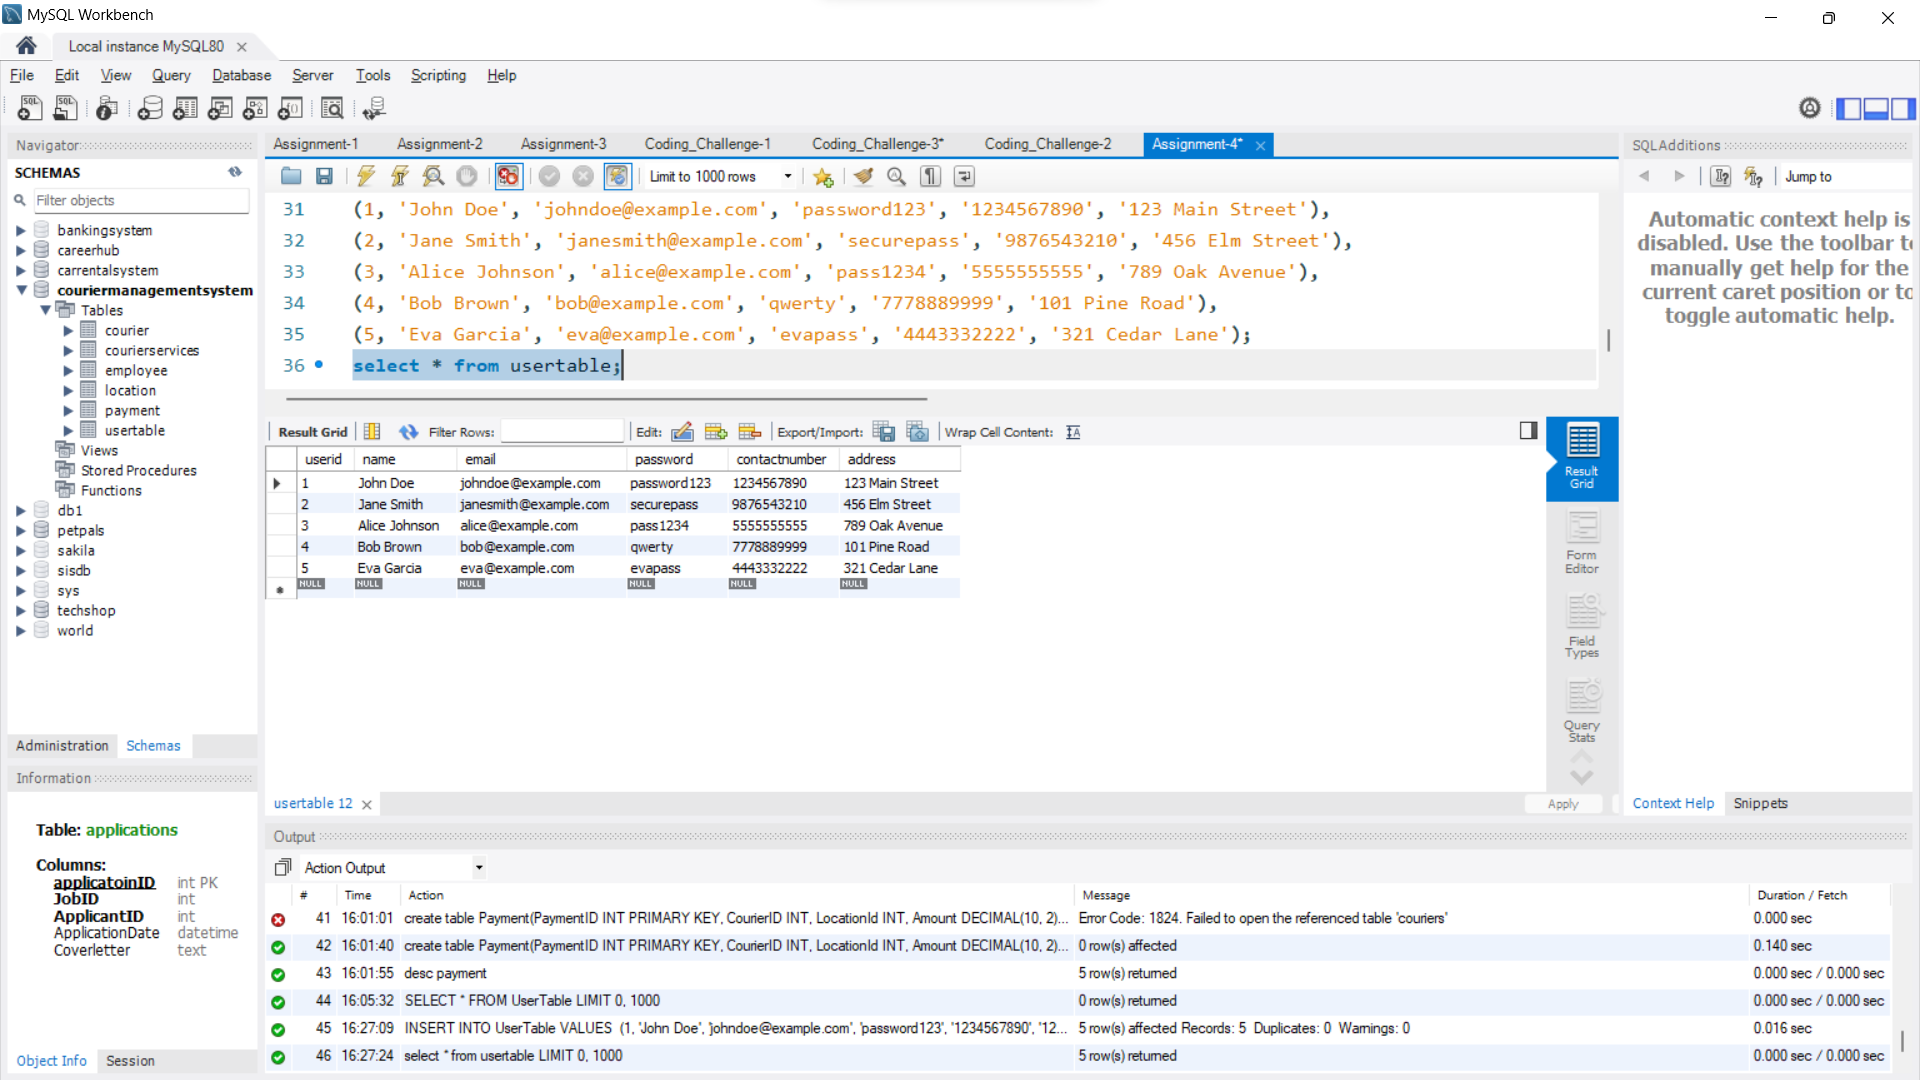 MySQL Workbench
Local instance MySQL80
File Edit View Query Database Server Tools Scripting Help
Navigator
SCHEMAS
Filter objects
bankingsystem
careerhub
carrentalsystem
couriermanagementsystem
Tables
courier
courierservices
employee
location
payment
usertable
Views
Stored Procedures
Functions
db1
petpals
sakila
sisdb
sys
techshop
world
Administration Schemas
Information
Table: applications
Columns:
applicatoinID int PK
JobID int
ApplicantID int
ApplicationDate datetime
Coverletter text
Object Info Session
Assignment-1 Assignment-2 Assignment-3 Coding_Challenge-1 Coding_Challenge-3* Coding_Challenge-2 Assignment-4*
Limit to 1000 rows
31 (1, 'John Doe', 'johndoe@example.com', 'password123', '1234567890', '123 Main Street'),
32 (2, 'Jane Smith', 'janesmith@example.com', 'securepass', '9876543210', '456 Elm Street'),
33 (3, 'Alice Johnson', 'alice@example.com', 'pass1234', '5555555555', '789 Oak Avenue'),
34 (4, 'Bob Brown', 'bob@example.com', 'qwerty', '7778889999', '101 Pine Road'),
35 (5, 'Eva Garcia', 'eva@example.com', 'evapass', '4443332222', '321 Cedar Lane');
36 select * from usertable;
Result Grid Filter Rows: Edit: Export/Import: Wrap Cell Content:
userid name email password contactnumber address
1 John Doe johndoe@example.com password123 1234567890 123 Main Street
2 Jane Smith janesmith@example.com securepass 9876543210 456 Elm Street
3 Alice Johnson alice@example.com pass1234 5555555555 789 Oak Avenue
4 Bob Brown bob@example.com qwerty 7778889999 101 Pine Road
5 Eva Garcia eva@example.com evapass 4443332222 321 Cedar Lane
NULL NULL NULL NULL NULL NULL
Result
Grid
Form
Editor
Field
Types
Query
Stats
usertable 12
Apply
SQLAdditions
Jump to
Automatic context help is
disabled. Use the toolbar to
manually get help for the
current caret position or to
toggle automatic help.
Context Help Snippets
Output
Action Output
# Time Action Message Duration / Fetch
41 16:01:01 create table Payment(PaymentID INT PRIMARY KEY, CourierID INT, LocationId INT, Amount DECIMAL(10, 2)... Error Code: 1824. Failed to open the referenced table 'couriers' 0.000 sec
42 16:01:40 create table Payment(PaymentID INT PRIMARY KEY, CourierID INT, LocationId INT, Amount DECIMAL(10, 2)... 0 row(s) affected 0.140 sec
43 16:01:55 desc payment 5 row(s) returned 0.000 sec / 0.000 sec
44 16:05:32 SELECT * FROM UserTable LIMIT 0, 1000 0 row(s) returned 0.000 sec / 0.000 sec
45 16:27:09 INSERT INTO UserTable VALUES (1, 'John Doe', 'johndoe@example.com', 'password123', '1234567890', '12... 5 row(s) affected Records: 5 Duplicates: 0 Warnings: 0 0.016 sec
46 16:27:24 select * from usertable LIMIT 0, 1000 5 row(s) returned 0.000 sec / 0.000 sec